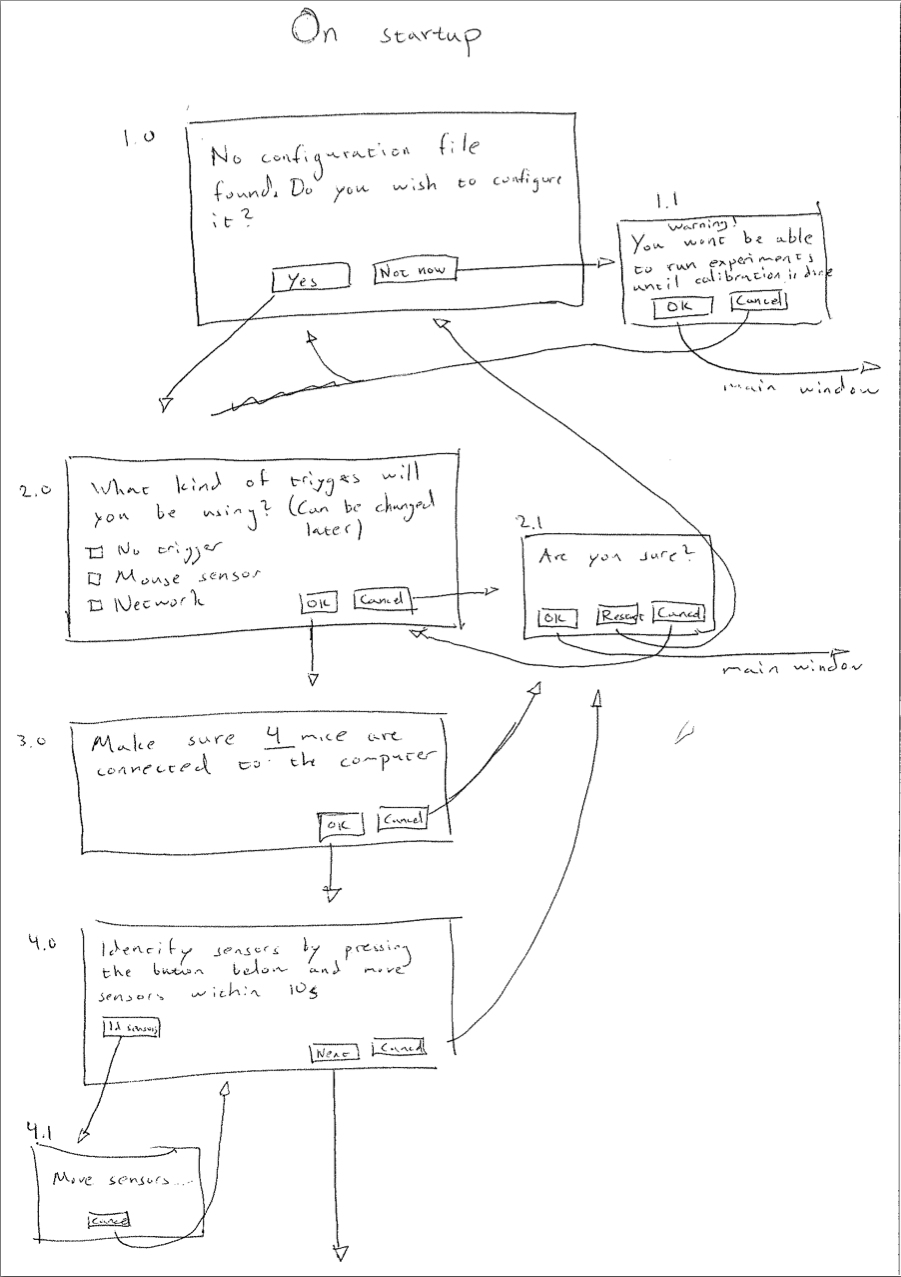 On startup
1.0
No configuration file
found. Do you wish to configure
it?
Yes
Not now
1.1
Warning!
You wont be able
to run experiments
until calibration is done
OK
Cancel
main window
2.0
What kind of trigges will
you be using? (Can be changed
later)
No trigger
Mouse sensor
Network
OK
Cancel
2.1
Are you sure?
OK
Restart
Cancel
main window
3.0
Make sure 4 mice are
connected to the computer
OK
Cancel
4.0
Identify sensors by pressing
the button below and move
sensors within 10s
Id sensors
Next
Cancel
4.1
Move sensors....
Cancel